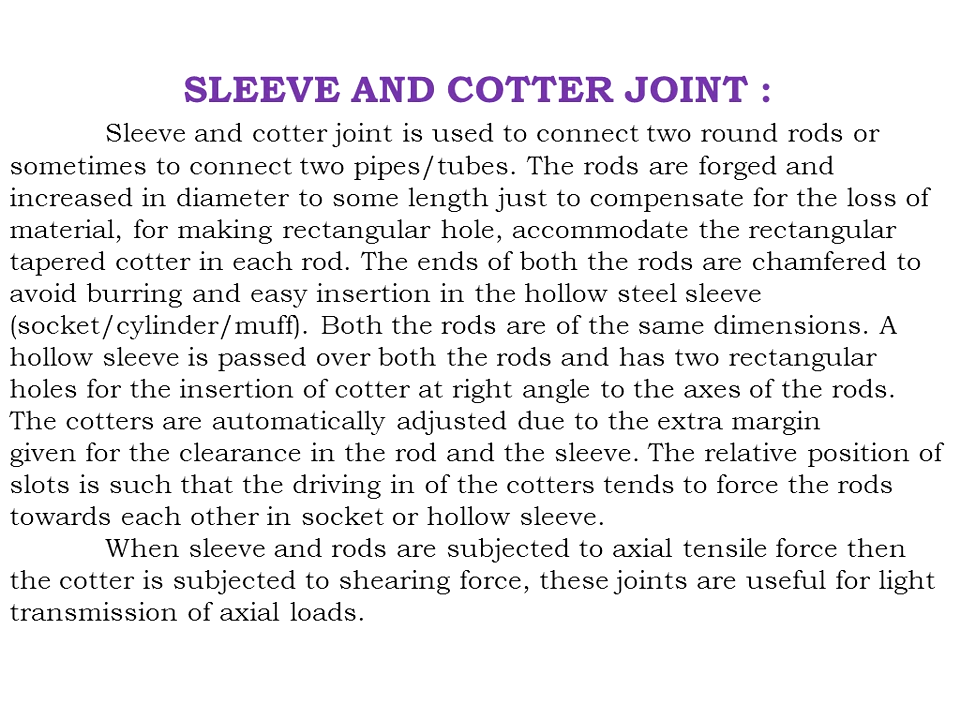 SLEEVE AND COTTER JOINT :
Sleeve and cotter joint is used to connect two round rods or
sometimes to connect two pipes/tubes. The rods are forged and
increased in diameter to some length just to compensate for the loss of
material, for making rectangular hole, accommodate the rectangular
tapered cotter in each rod. The ends of both the rods are chamfered to
avoid burring and easy insertion in the hollow steel sleeve
(socket/cylinder/muff). Both the rods are of the same dimensions. A
hollow sleeve is passed over both the rods and has two rectangular
holes for the insertion of cotter at right angle to the axes of the rods.
The cotters are automatically adjusted due to the extra margin
given for the clearance in the rod and the sleeve. The relative position of
slots is such that the driving in of the cotters tends to force the rods
towards each other in socket or hollow sleeve.
When sleeve and rods are subjected to axial tensile force then
the cotter is subjected to shearing force, these joints are useful for light
transmission of axial loads.